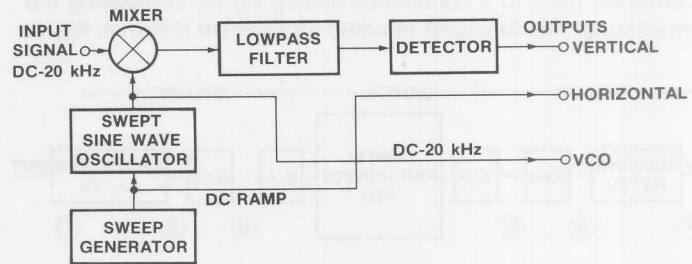 MIXER
INPUT
SIGNAL
DC-20 kHz
LOWPASS
FILTER
DETECTOR
OUTPUTS
VERTICAL
HORIZONTAL
SWEPT
SINE WAVE
OSCILLATOR
DC-20 kHz
VCO
DC RAMP
SWEEP
GENERATOR